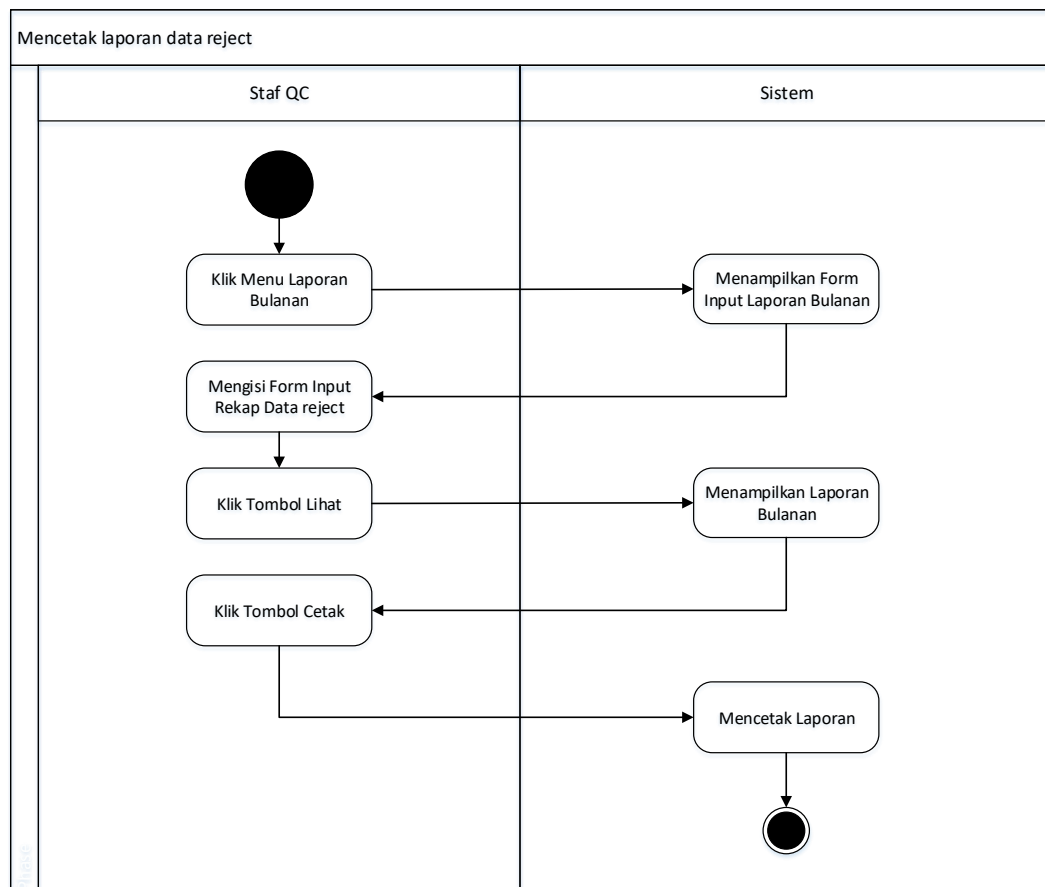 Mencetak laporan data reject
Staf QC
Sistem
Klik Menu Laporan
Bulanan
Menampilkan Form
Input Laporan Bulanan
Mengisi Form Input
Rekap Data reject
Klik Tombol Lihat
Menampilkan Laporan
Bulanan
Klik Tombol Cetak
Mencetak Laporan
Phase